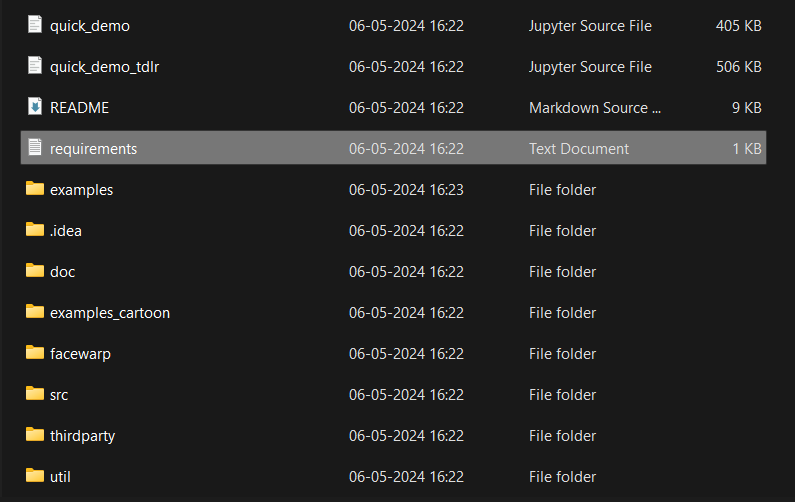 quick_demo 06-05-2024 16:22 Jupyter Source File 405 KB
quick_demo_tdlr 06-05-2024 16:22 Jupyter Source File 506 KB
README 06-05-2024 16:22 Markdown Source ... 9 KB
requirements 06-05-2024 16:22 Text Document 1 KB
examples 06-05-2024 16:23 File folder
.idea 06-05-2024 16:22 File folder
doc 06-05-2024 16:22 File folder
examples_cartoon 06-05-2024 16:22 File folder
facewarp 06-05-2024 16:22 File folder
src 06-05-2024 16:22 File folder
thirdparty 06-05-2024 16:22 File folder
util 06-05-2024 16:22 File folder